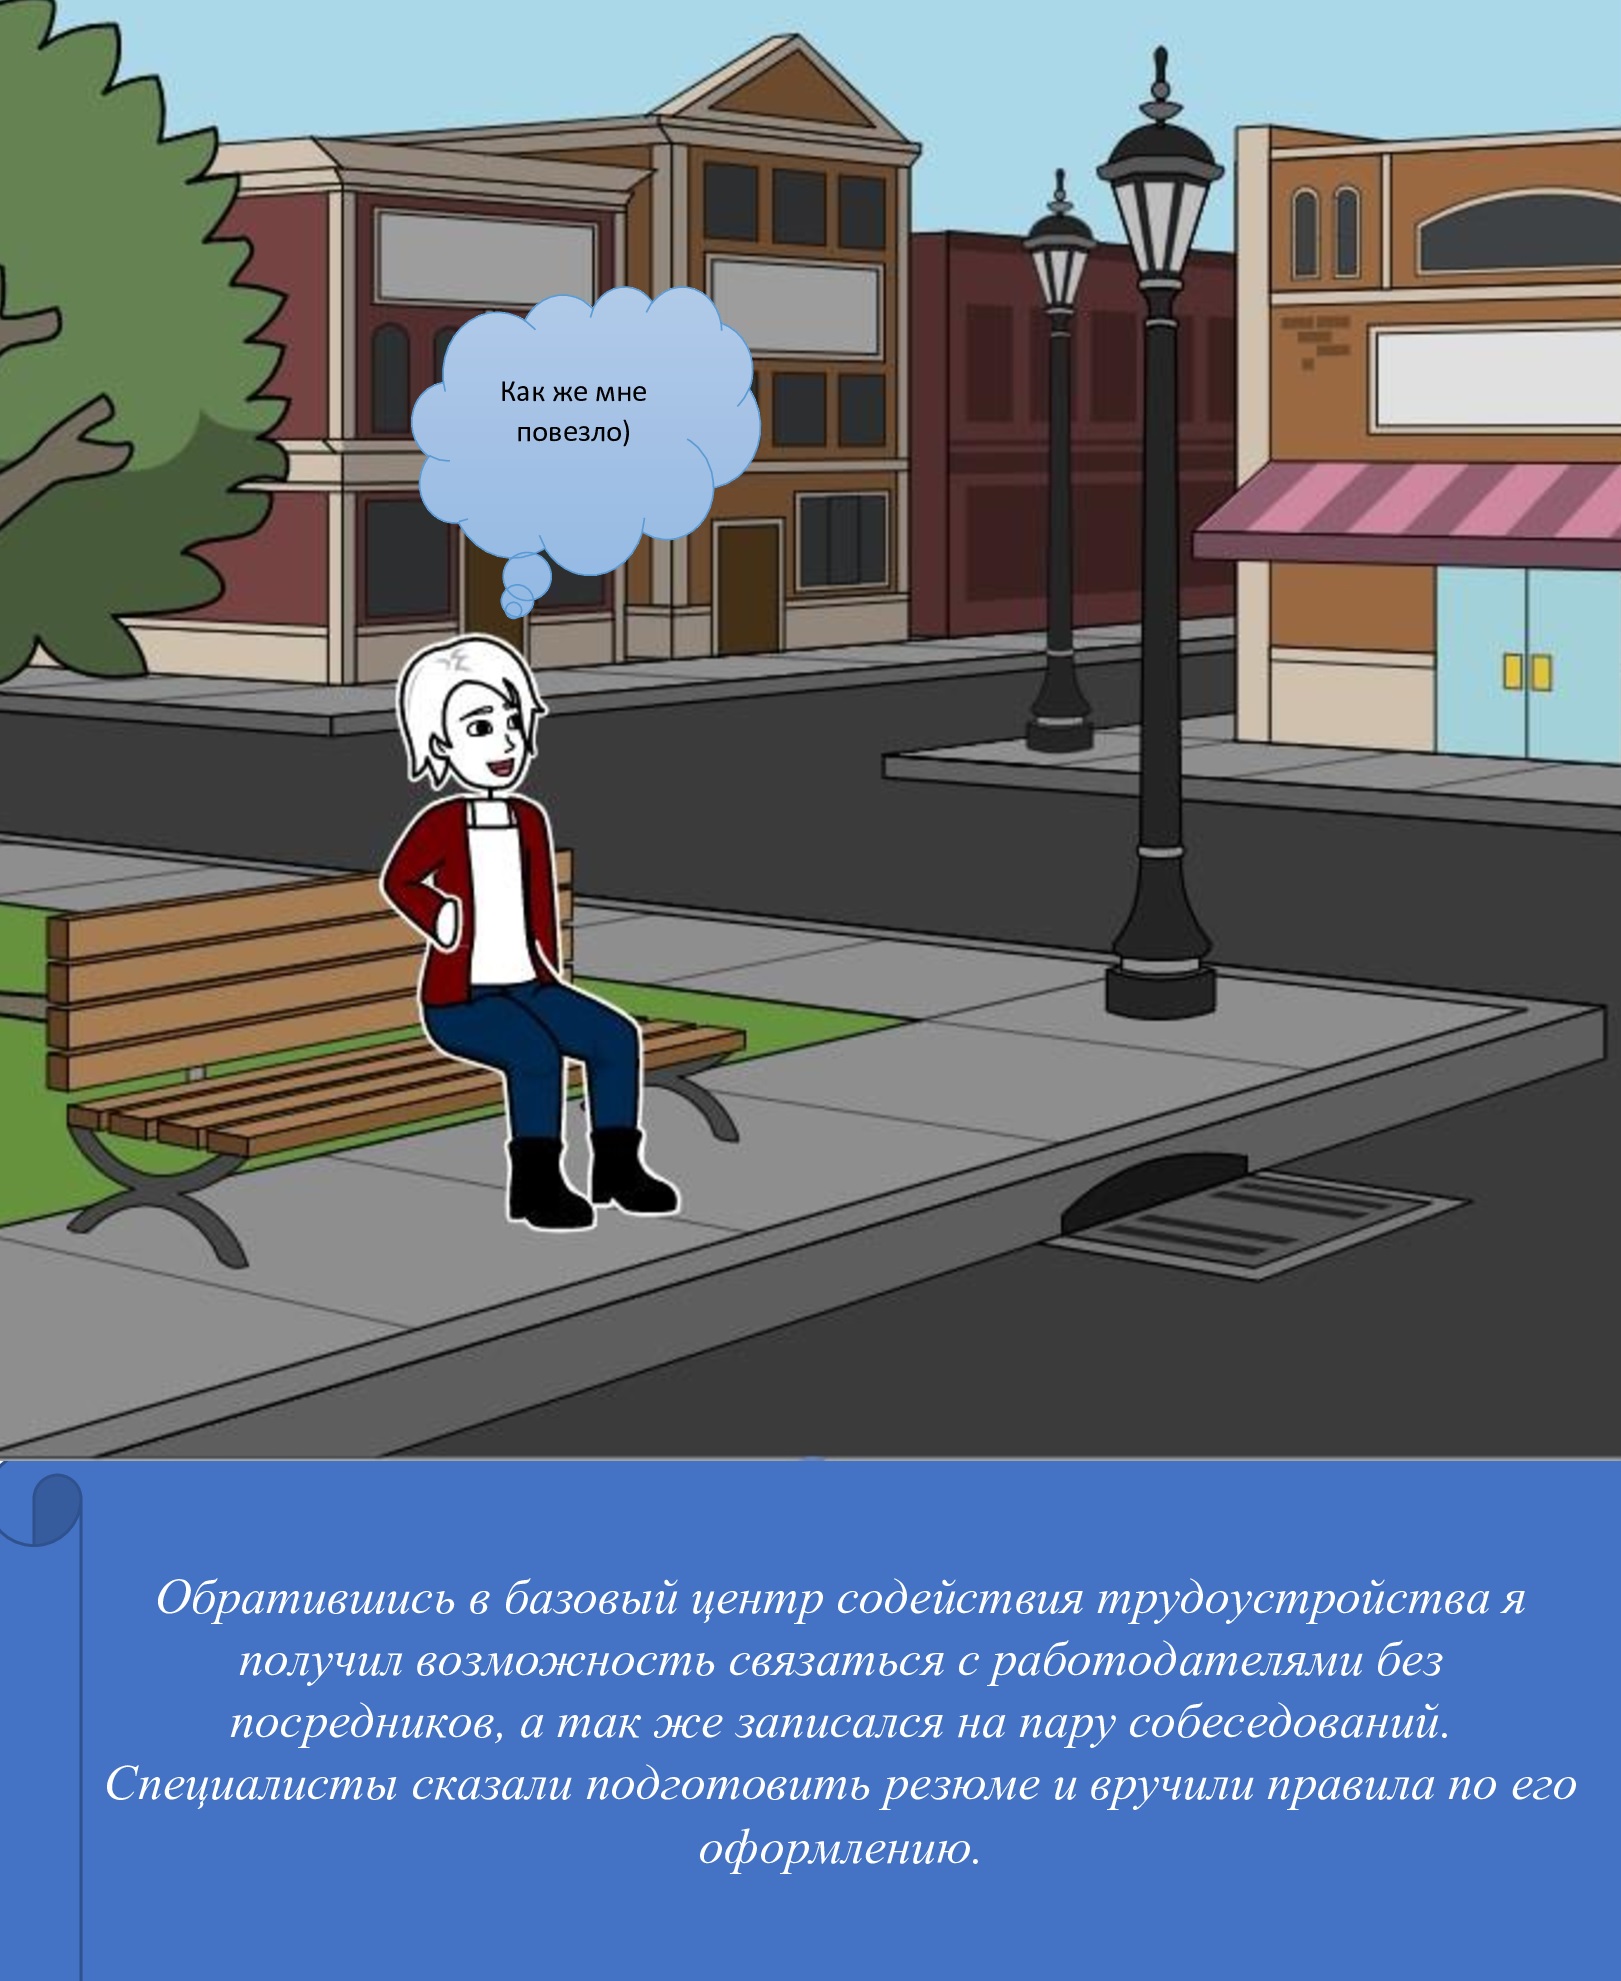 Как же мне
повезло)
Обратившись в базовый центр содействия трудоустройства я
получил возможность связаться с работодателями без
посредников, а так же записался на пару собеседований.
Специалисты сказали подготовить резюме и вручили правила по его
оформлению.